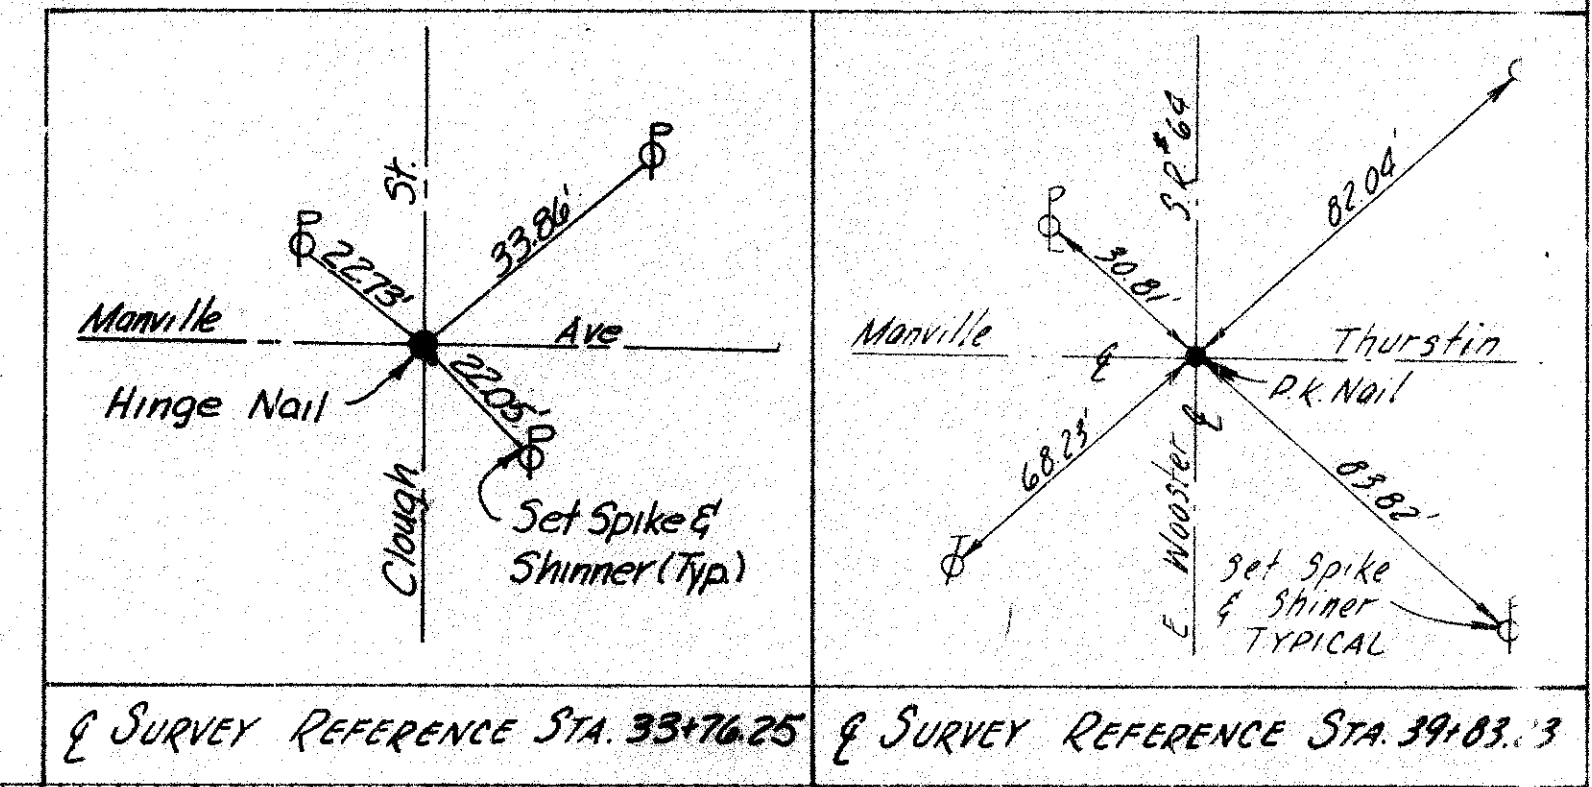 St.
33.86'
22.73'
Manville
Ave
22.05'
Hinge Nail
Clough
Set Spike &
Shinner (Typ.)
℄ SURVEY REFERENCE STA. 33+76.25
S.R.#64
82.04'
30.81'
Manville
Thurstin
℄
P.K. Nail
℄
68.23'
83.82'
E. Wooster
Set Spike
& Shiner
TYPICAL
℄ SURVEY REFERENCE STA.